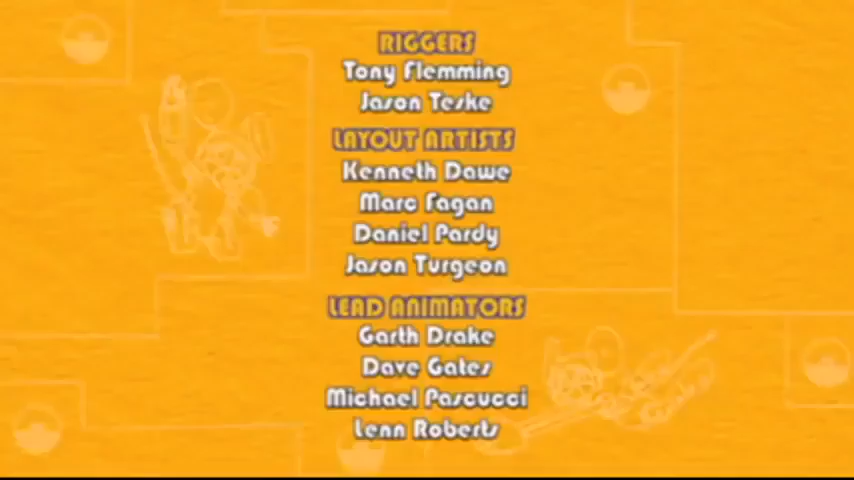 RIGGERS
Tony Flemming
Jason Teske
LAYOUT ARTISTS
Kenneth Dawe
Marc Fagan
Daniel Pardy
Jason Turgeon
LEAD ANIMATORS
Garth Drake
Dave Gates
Michael Pascucci
Lenn Roberts